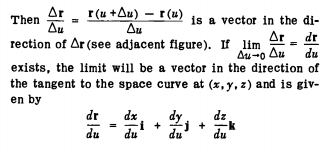 Then Δr/Δu = r(u + Δu) − r(u)/Δu is a vector in the di-
rection of Δr (see adjacent figure). If lim Δu→0 Δr/Δu = dr/du
exists, the limit will be a vector in the direction of
the tangent to the space curve at (x, y, z) and is giv-
en by
dr/du = dx/du i + dy/du j + dz/du k